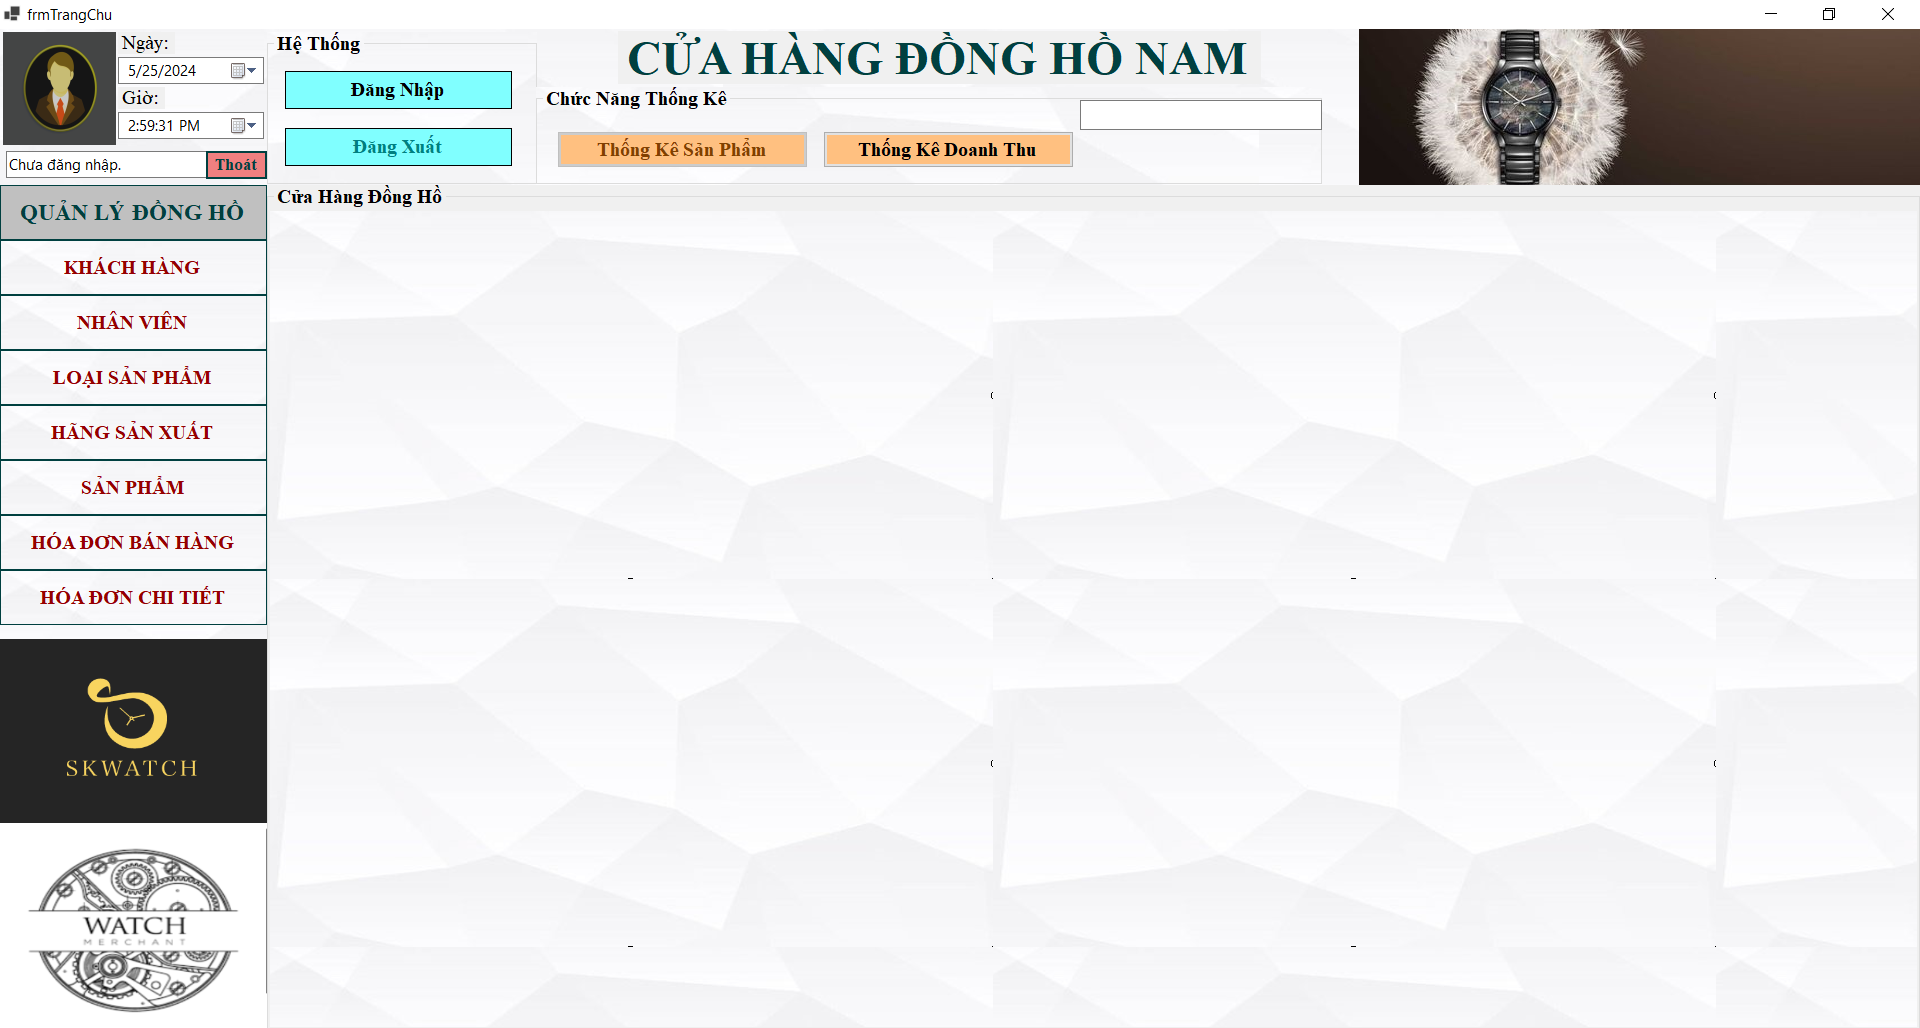 frmTrangChu
Ngày:
5/25/2024
Giờ:
2:59:31 PM
Chưa đăng nhập.
Thoát
Hệ Thống
Đăng Nhập
Đăng Xuất
CỬA HÀNG ĐỒNG HỒ NAM
Chức Năng Thống Kê
Thống Kê Sản Phẩm
Thống Kê Doanh Thu
QUẢN LÝ ĐỒNG HỒ
KHÁCH HÀNG
NHÂN VIÊN
LOẠI SẢN PHẨM
HÃNG SẢN XUẤT
SẢN PHẨM
HÓA ĐƠN BÁN HÀNG
HÓA ĐƠN CHI TIẾT
SKWATCH
WATCH
MERCHANT
Cửa Hàng Đồng Hồ